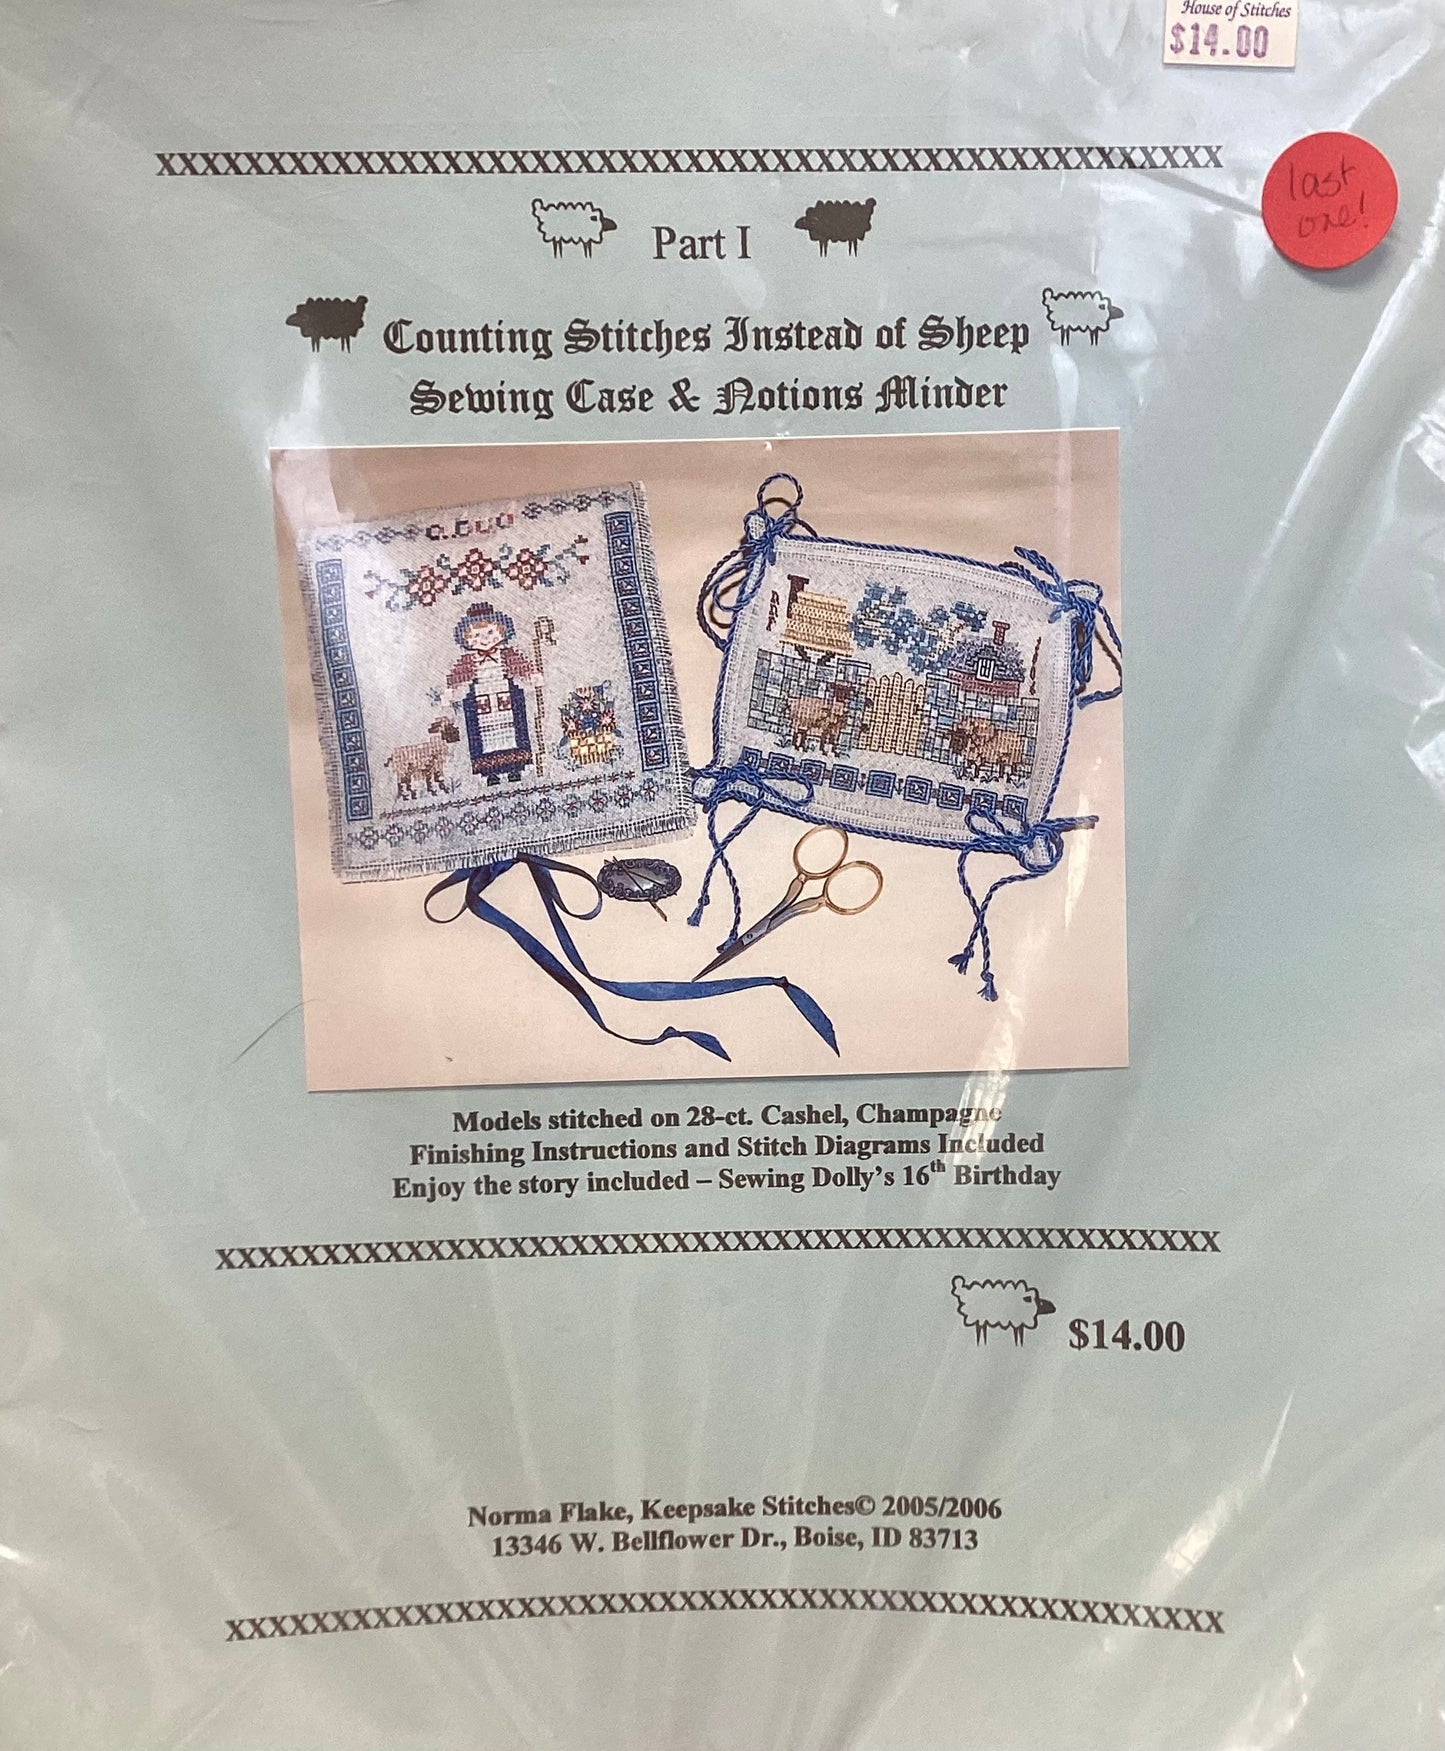 House of Stitches
$14.00
last
one!
XXXXXXXXXXXXXXXXXXXXXXXXXXXXXXXXXXXXXXXXXXXXXXXXX
Part I
Counting Stitches Instead of Sheep
Sewing Case & Notions Minder
Models stitched on 28-ct. Cashel, Champagne
Finishing Instructions and Stitch Diagrams Included
Enjoy the story included – Sewing Dolly's 16th Birthday
XXXXXXXXXXXXXXXXXXXXXXXXXXXXXXXXXXXXXXXXXXXXXXXX
$14.00
Norma Flake, Keepsake Stitches© 2005/2006
13346 W. Bellflower Dr., Boise, ID 83713
XXXXXXXXXXXXXXXXXXXXXXXXXXXXXXXXXXXXXXXXXXXXXXXX